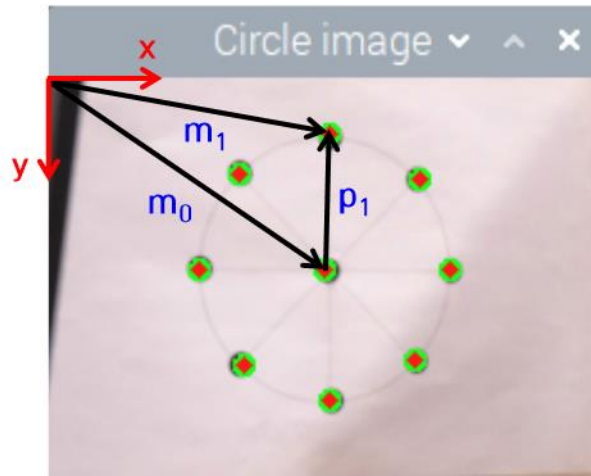 Circle image
x
m₁
y
m₀
p₁